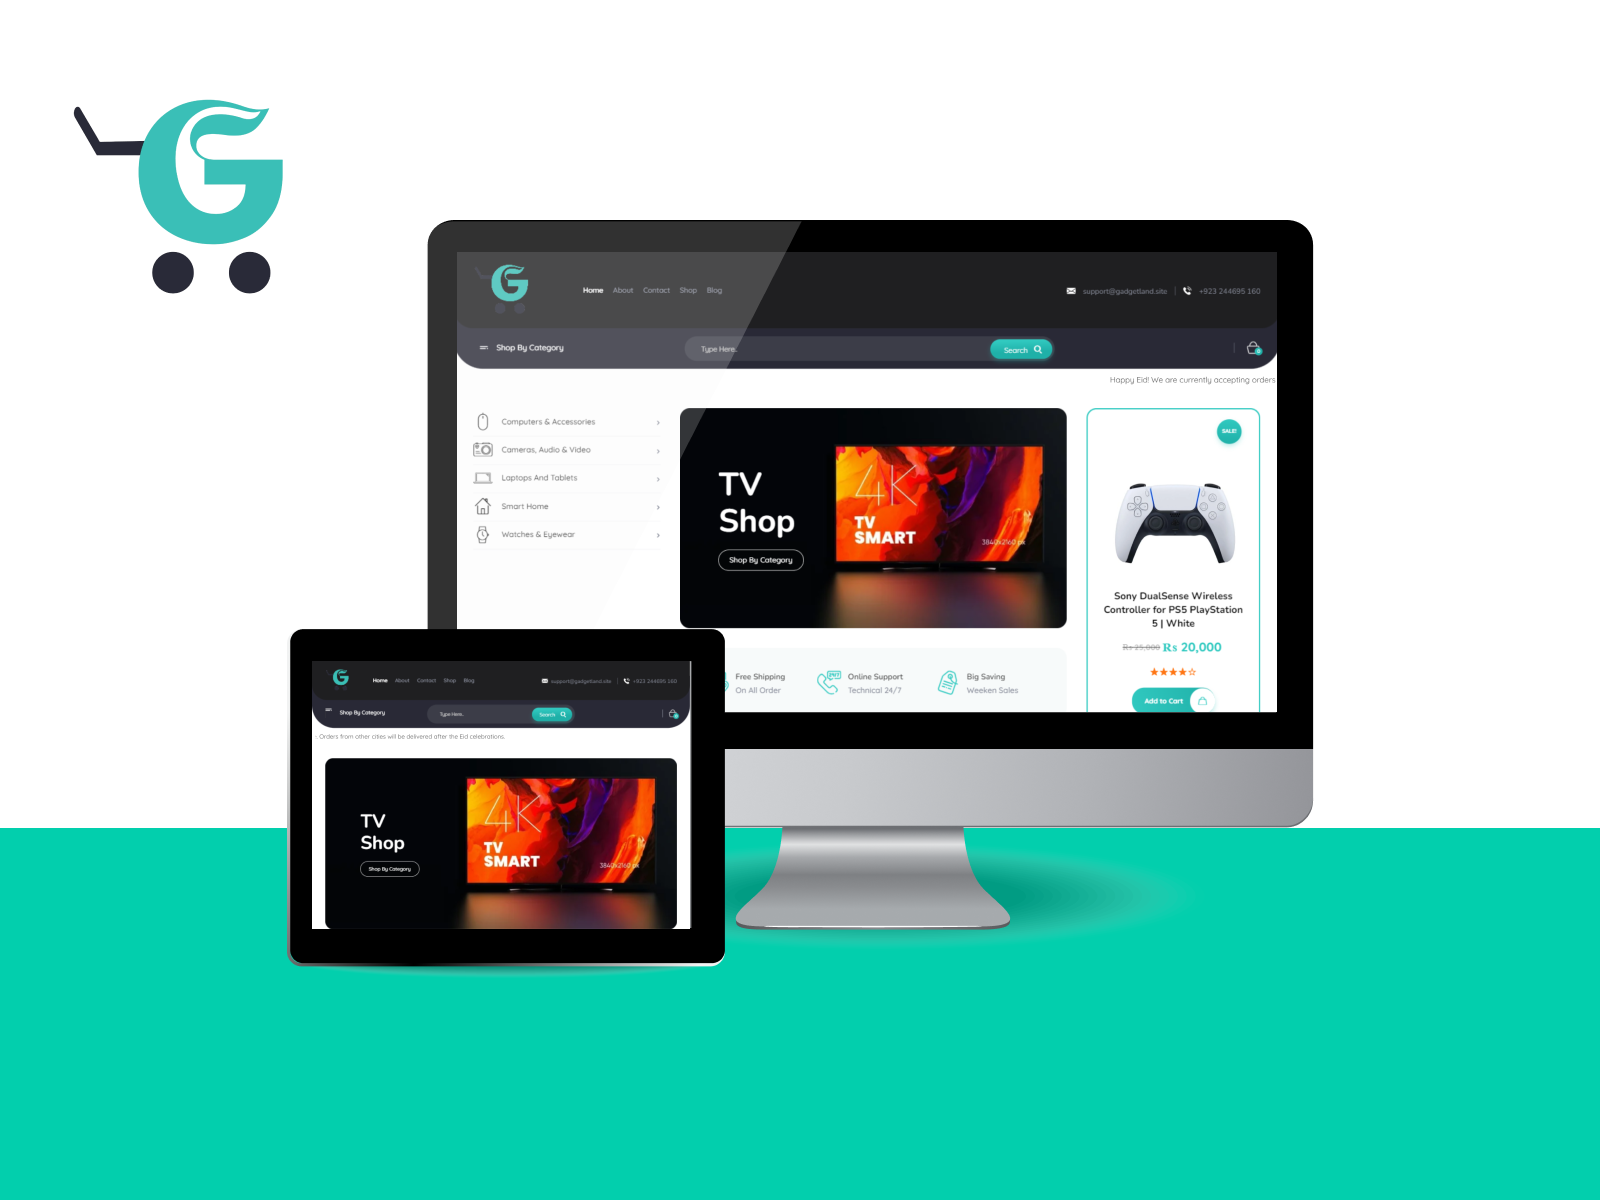 G
G
Home About Contact Shop Blog
support@gadgetland.site
+923 244695 160
Shop By Category
Type Here.
Search
0
Happy Eid! We are currently accepting orders
Computers & Accessories
Cameras, Audio & Video
Laptops And Tablets
Smart Home
Watches & Eyewear
TV
Shop
Shop By Category
4K
TV
SMART
3840x2160 px
SALE!
Sony DualSense Wireless
Controller for PS5 PlayStation
5 | White
Rs 25,000 Rs 20,000
Add to Cart
Free Shipping
On All Order
24/7
Online Support
Technical 24/7
Big Saving
Weeken Sales
G
Home About Contact Shop Blog
support@gadgetland.site
+923 244695 160
Shop By Category
Type Here.
Search
Orders from other cities will be delivered after the Eid celebrations.
TV
Shop
Shop By Category
4K
TV
SMART
3840x2160 px